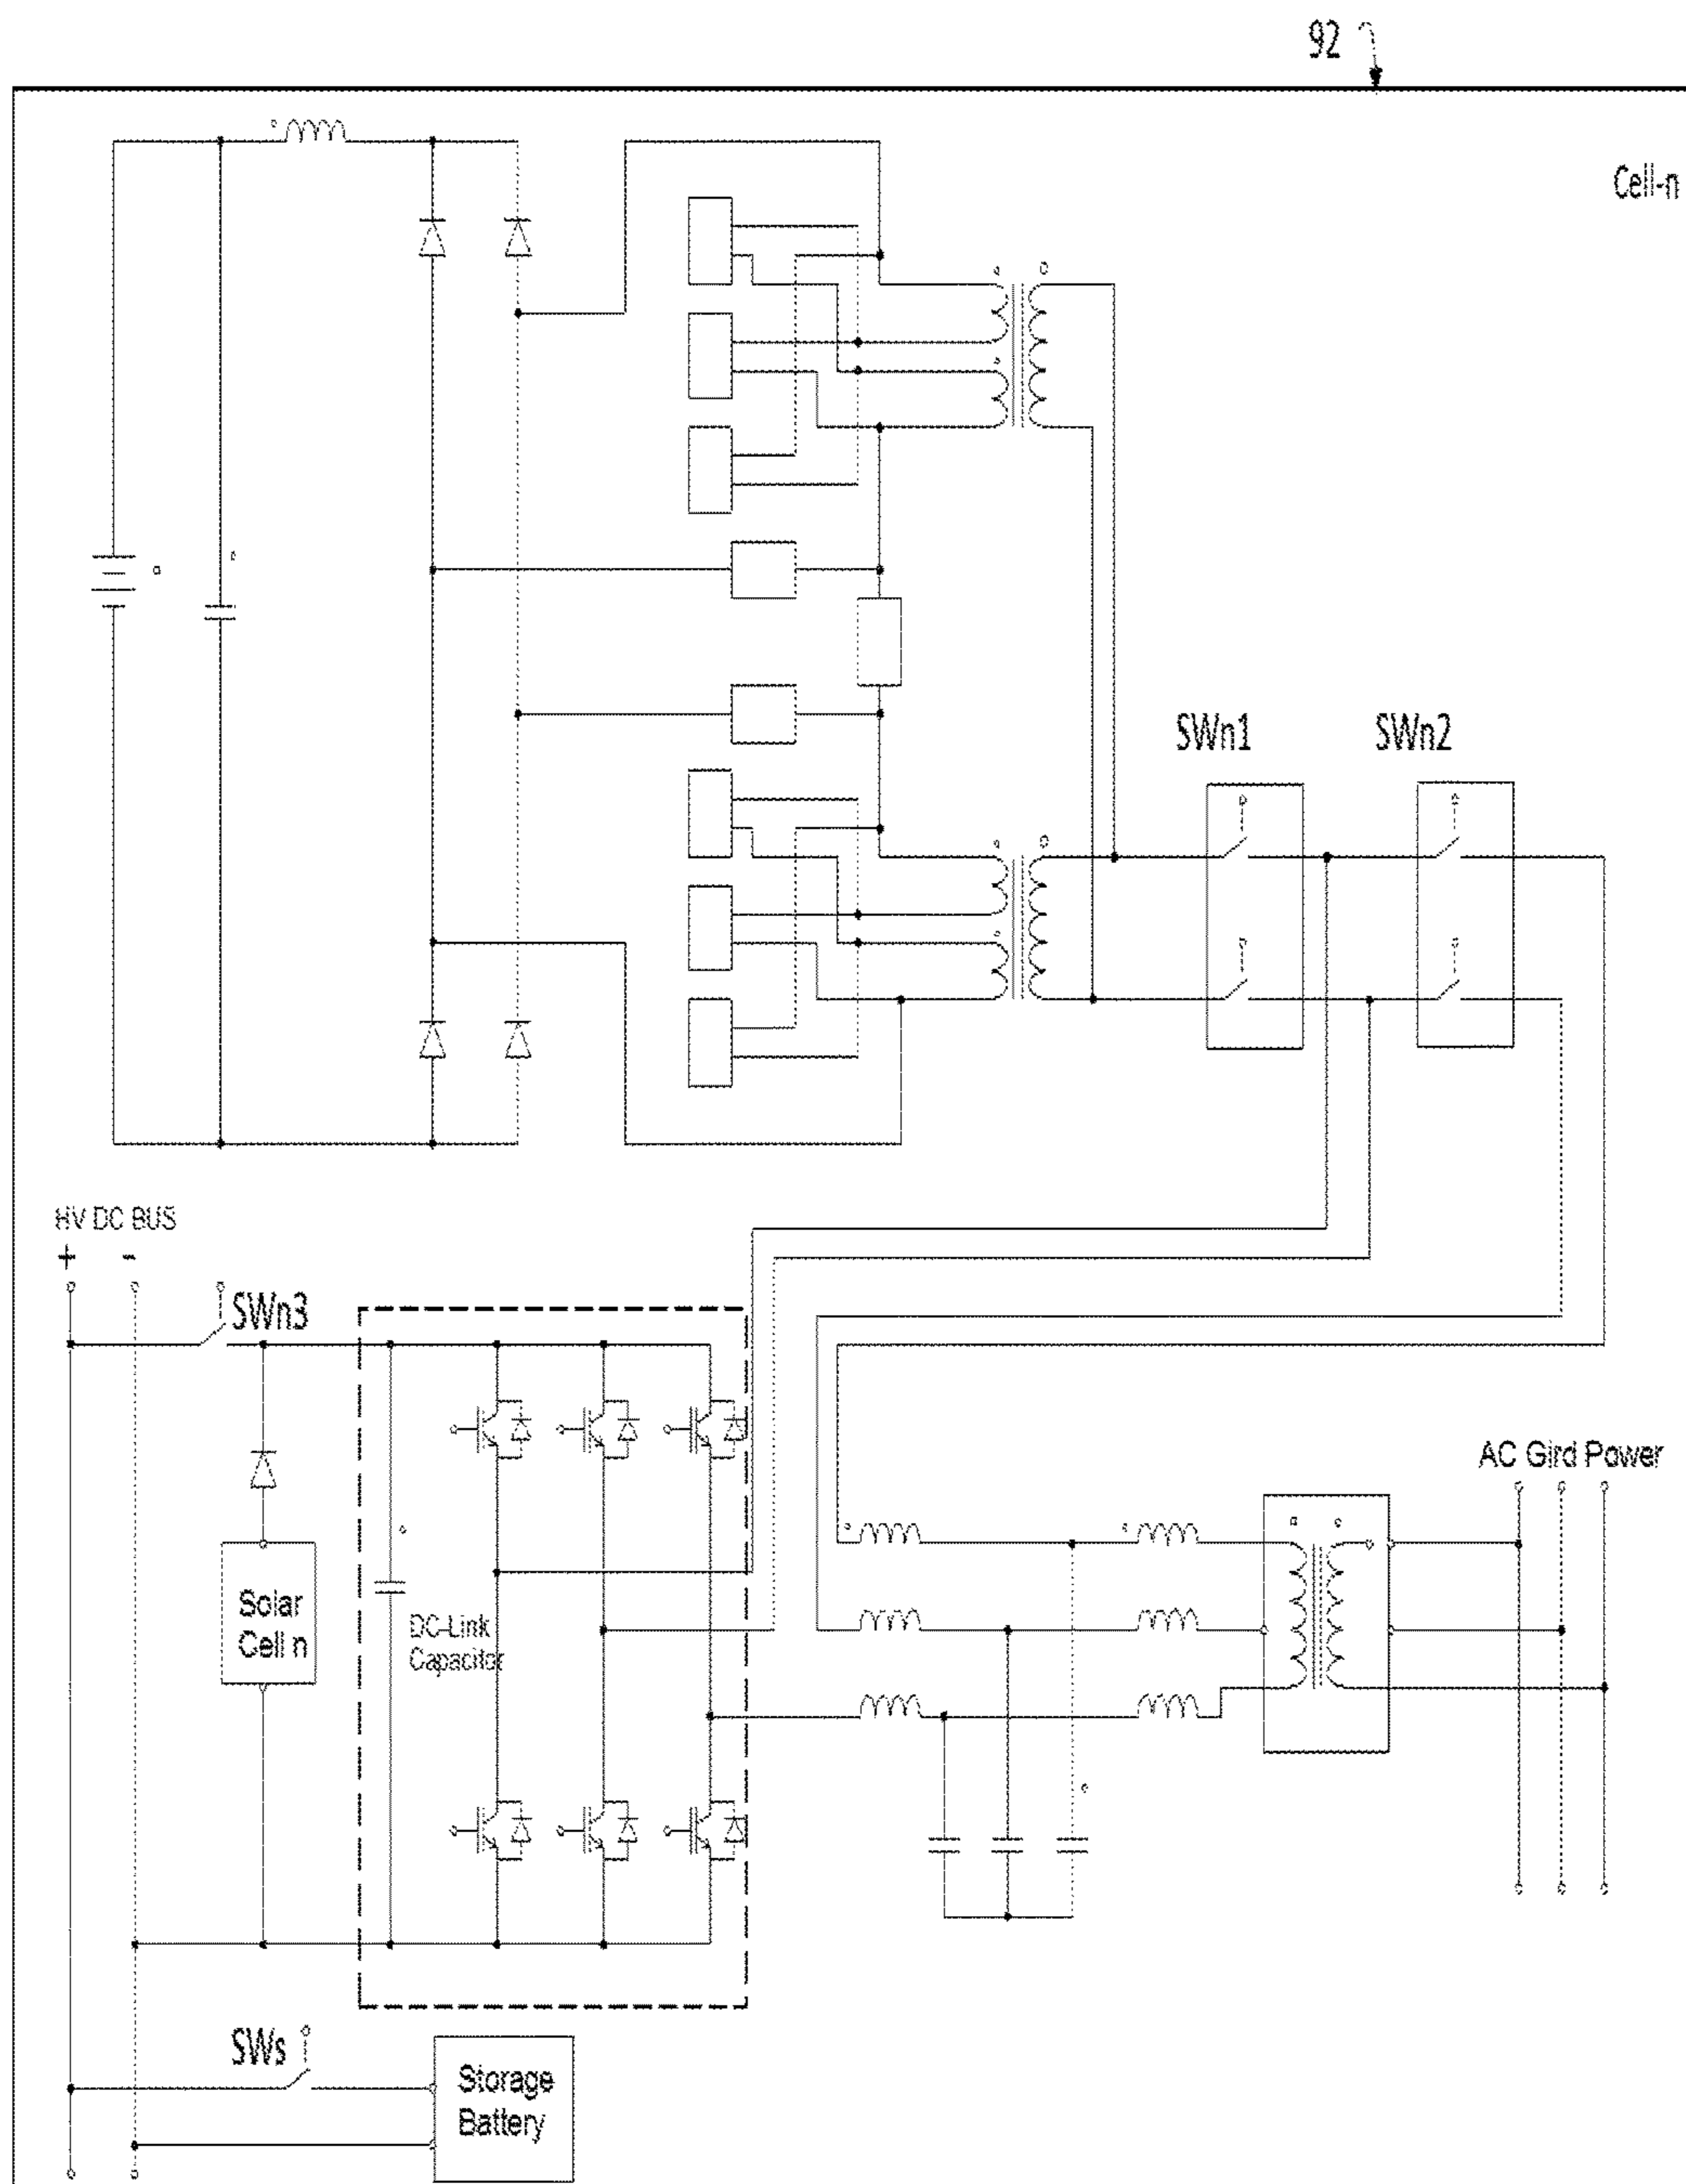 92
Cell-n
SWn1
SWn2
HV DC BUS
+ -
SWn3
AC Gird Power
Solar
Cell n
DC-Link
Capacitor
SWs
Storage
Battery